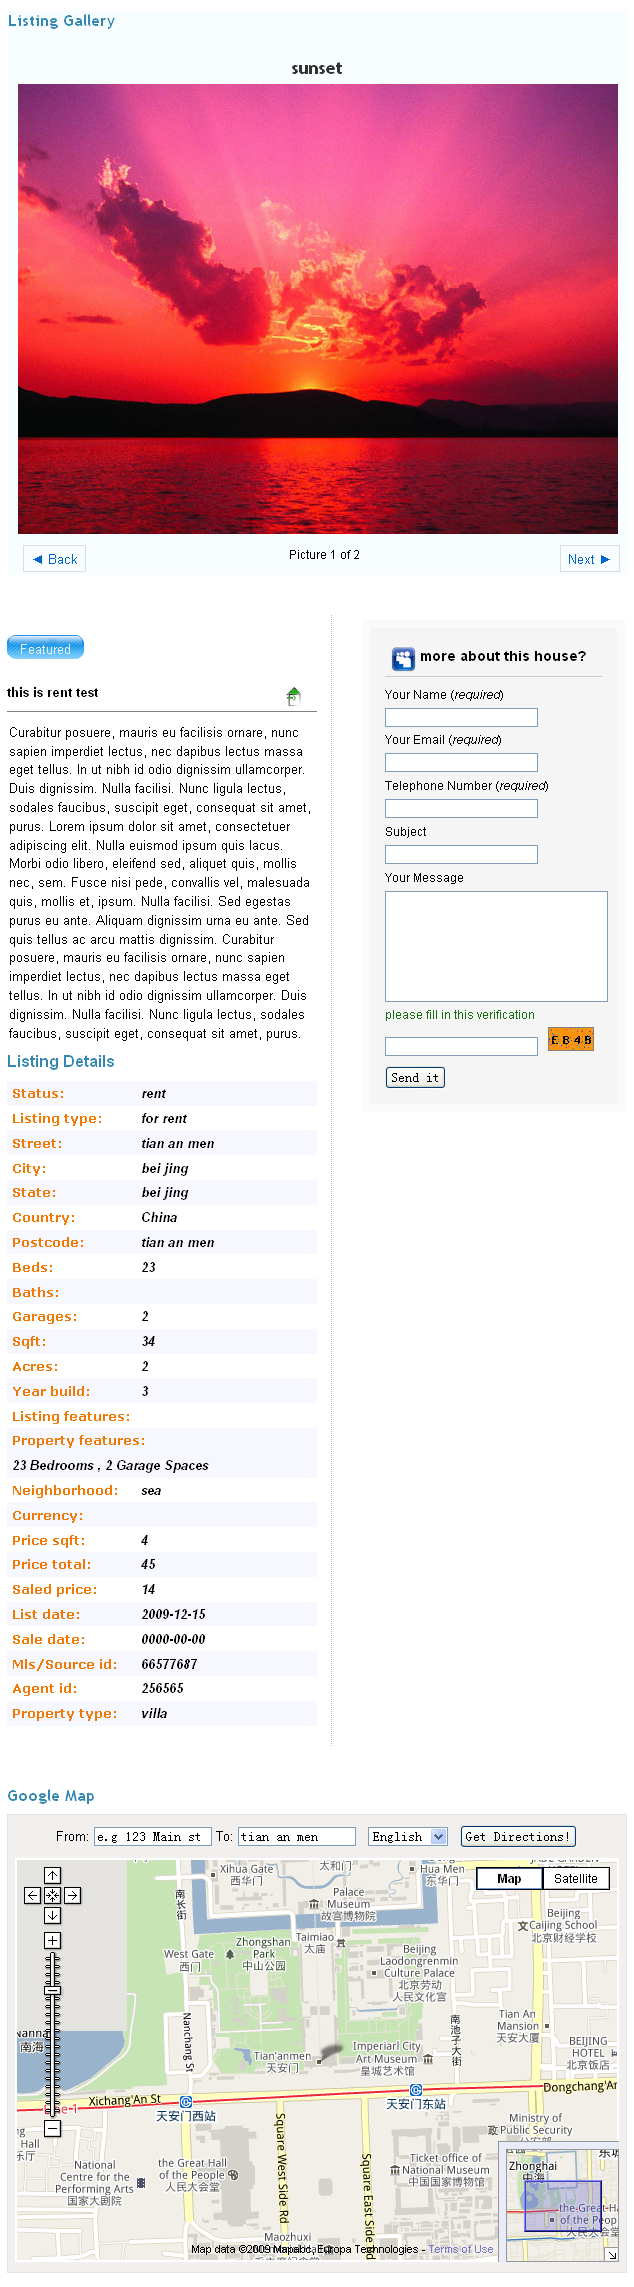 Listing Gallery
sunset
◄ Back
Picture 1 of 2
Next ►
Featured
this is rent test
Curabitur posuere, mauris eu facilisis ornare, nunc
sapien imperdiet lectus, nec dapibus lectus massa
eget tellus. In ut nibh id odio dignissim ullamcorper.
Duis dignissim. Nulla facilisi. Nunc ligula lectus,
sodales faucibus, suscipit eget, consequat sit amet,
purus. Lorem ipsum dolor sit amet, consectetuer
adipiscing elit. Nulla euismod ipsum quis lacus.
Morbi odio libero, eleifend sed, aliquet quis, mollis
nec, sem. Fusce nisi pede, convallis vel, malesuada
quis, mollis et, ipsum. Nulla facilisi. Sed egestas
purus eu ante. Aliquam dignissim urna eu ante. Sed
quis tellus ac arcu mattis dignissim. Curabitur
posuere, mauris eu facilisis ornare, nunc sapien
imperdiet lectus, nec dapibus lectus massa eget
tellus. In ut nibh id odio dignissim ullamcorper. Duis
dignissim. Nulla facilisi. Nunc ligula lectus, sodales
faucibus, suscipit eget, consequat sit amet, purus.
Listing Details
Status: rent
Listing type: for rent
Street: tian an men
City: bei jing
State: bei jing
Country: China
Postcode: tian an men
Beds: 23
Baths:
Garages: 2
Sqft: 34
Acres: 2
Year build: 3
Listing features:
Property features:
23 Bedrooms , 2 Garage Spaces
Neighborhood: sea
Currency:
Price sqft: 4
Price total: 45
Saled price: 14
List date: 2009-12-15
Sale date: 0000-00-00
Mls/Source id: 66577687
Agent id: 256565
Property type: villa
more about this house?
Your Name (required)
Your Email (required)
Telephone Number (required)
Subject
Your Message
please fill in this verification
E B 4 B
Send it
Google Map
From: e.g 123 Main st To: tian an men English Get Directions!
Map Satellite
Xihua Gate
西华门
太和门
Hua Men
东华门
南长街
Palace
Museum
故宫博物院
Beijing
Caijing School
北京财经学校
West Gate
西门
Zhongshan
Park
中山公园
Taimiao
太庙
Beijing
Laodongrenmin
Culture Palace
北京劳动
人民文化宫
Nanchang St
南池子大街
Tian An
Mansion
天安大厦
BEIJING
HOTEL
北京饭店
南海
Tian'anmen
天安门
Imperiarl City
Art Museum
皇城艺术馆
Xichang'An St
天安门西站
天安门东站
Dongchang'An
Ministry of
Public Security
Hall
乐厅
National
Centre for the
Performing Arts
国家大剧院
the Great Hall
of the People
人民大会堂
Square West Side Rd
Square East Side Rd
Ticket office of
National Museum
中国国家博物馆
Maozhuxi
Zhonghai
中海
the Great Ha
of the Peop
人民大会堂
Map data ©2009 Mapabc, Europa Technologies - Terms of Use